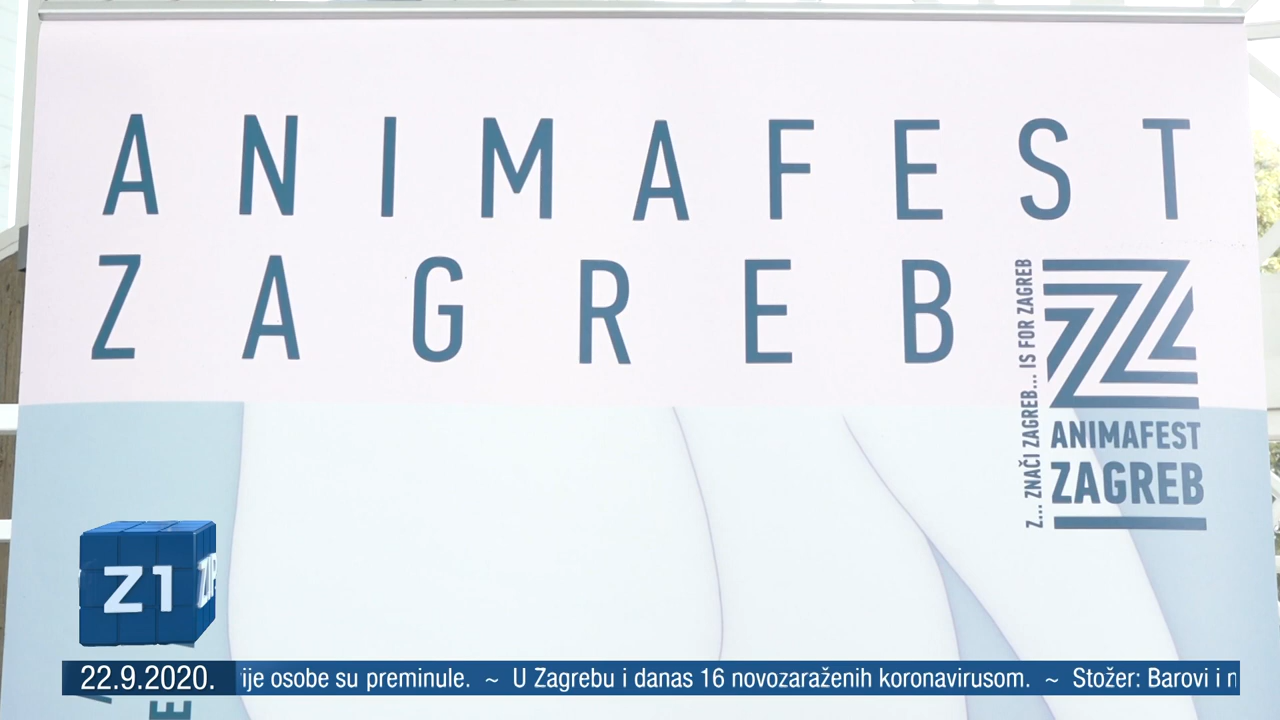 ANIMAFEST
ZAGREB
Z... ZNAČI ZAGREB... IS FOR ZAGREB
ANIMAFEST
ZAGREB
Z1
22.9.2020.
ije osobe su preminule. ~ U Zagrebu i danas 16 novozaraženih koronavirusom. ~ Stožer: Barovi i n